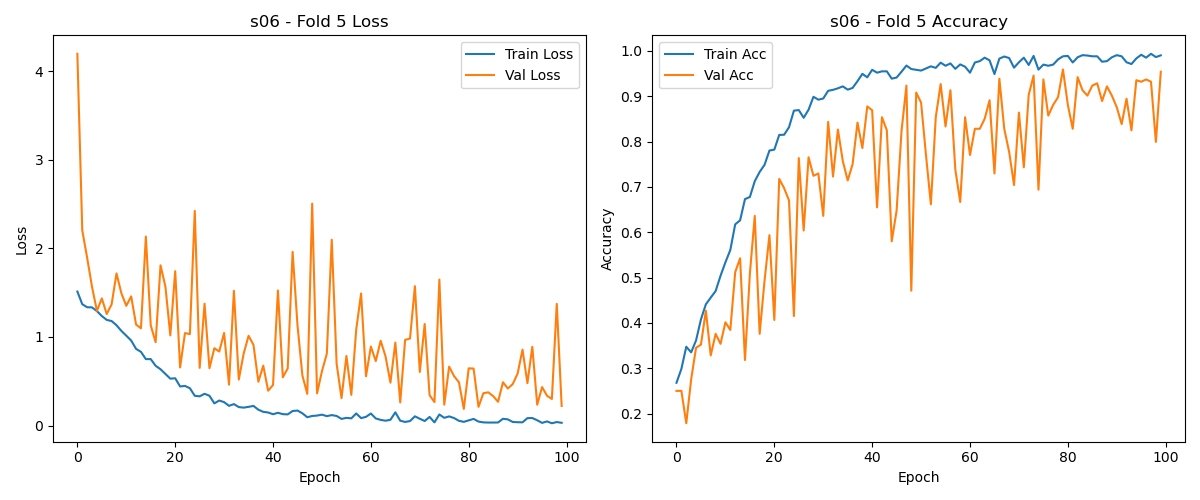 s06 - Fold 5 Loss
Train Loss
Val Loss
4
3
2
1
0
Loss
0 20 40 60 80 100
Epoch
s06 - Fold 5 Accuracy
Train Acc
Val Acc
1.0
0.9
0.8
0.7
0.6
0.5
0.4
0.3
0.2
Accuracy
0 20 40 60 80 100
Epoch